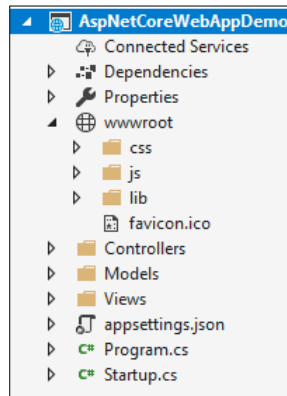 AspNetCoreWebAppDemo
Connected Services
Dependencies
Properties
wwwroot
css
js
lib
favicon.ico
Controllers
Models
Views
appsettings.json
C# Program.cs
C# Startup.cs